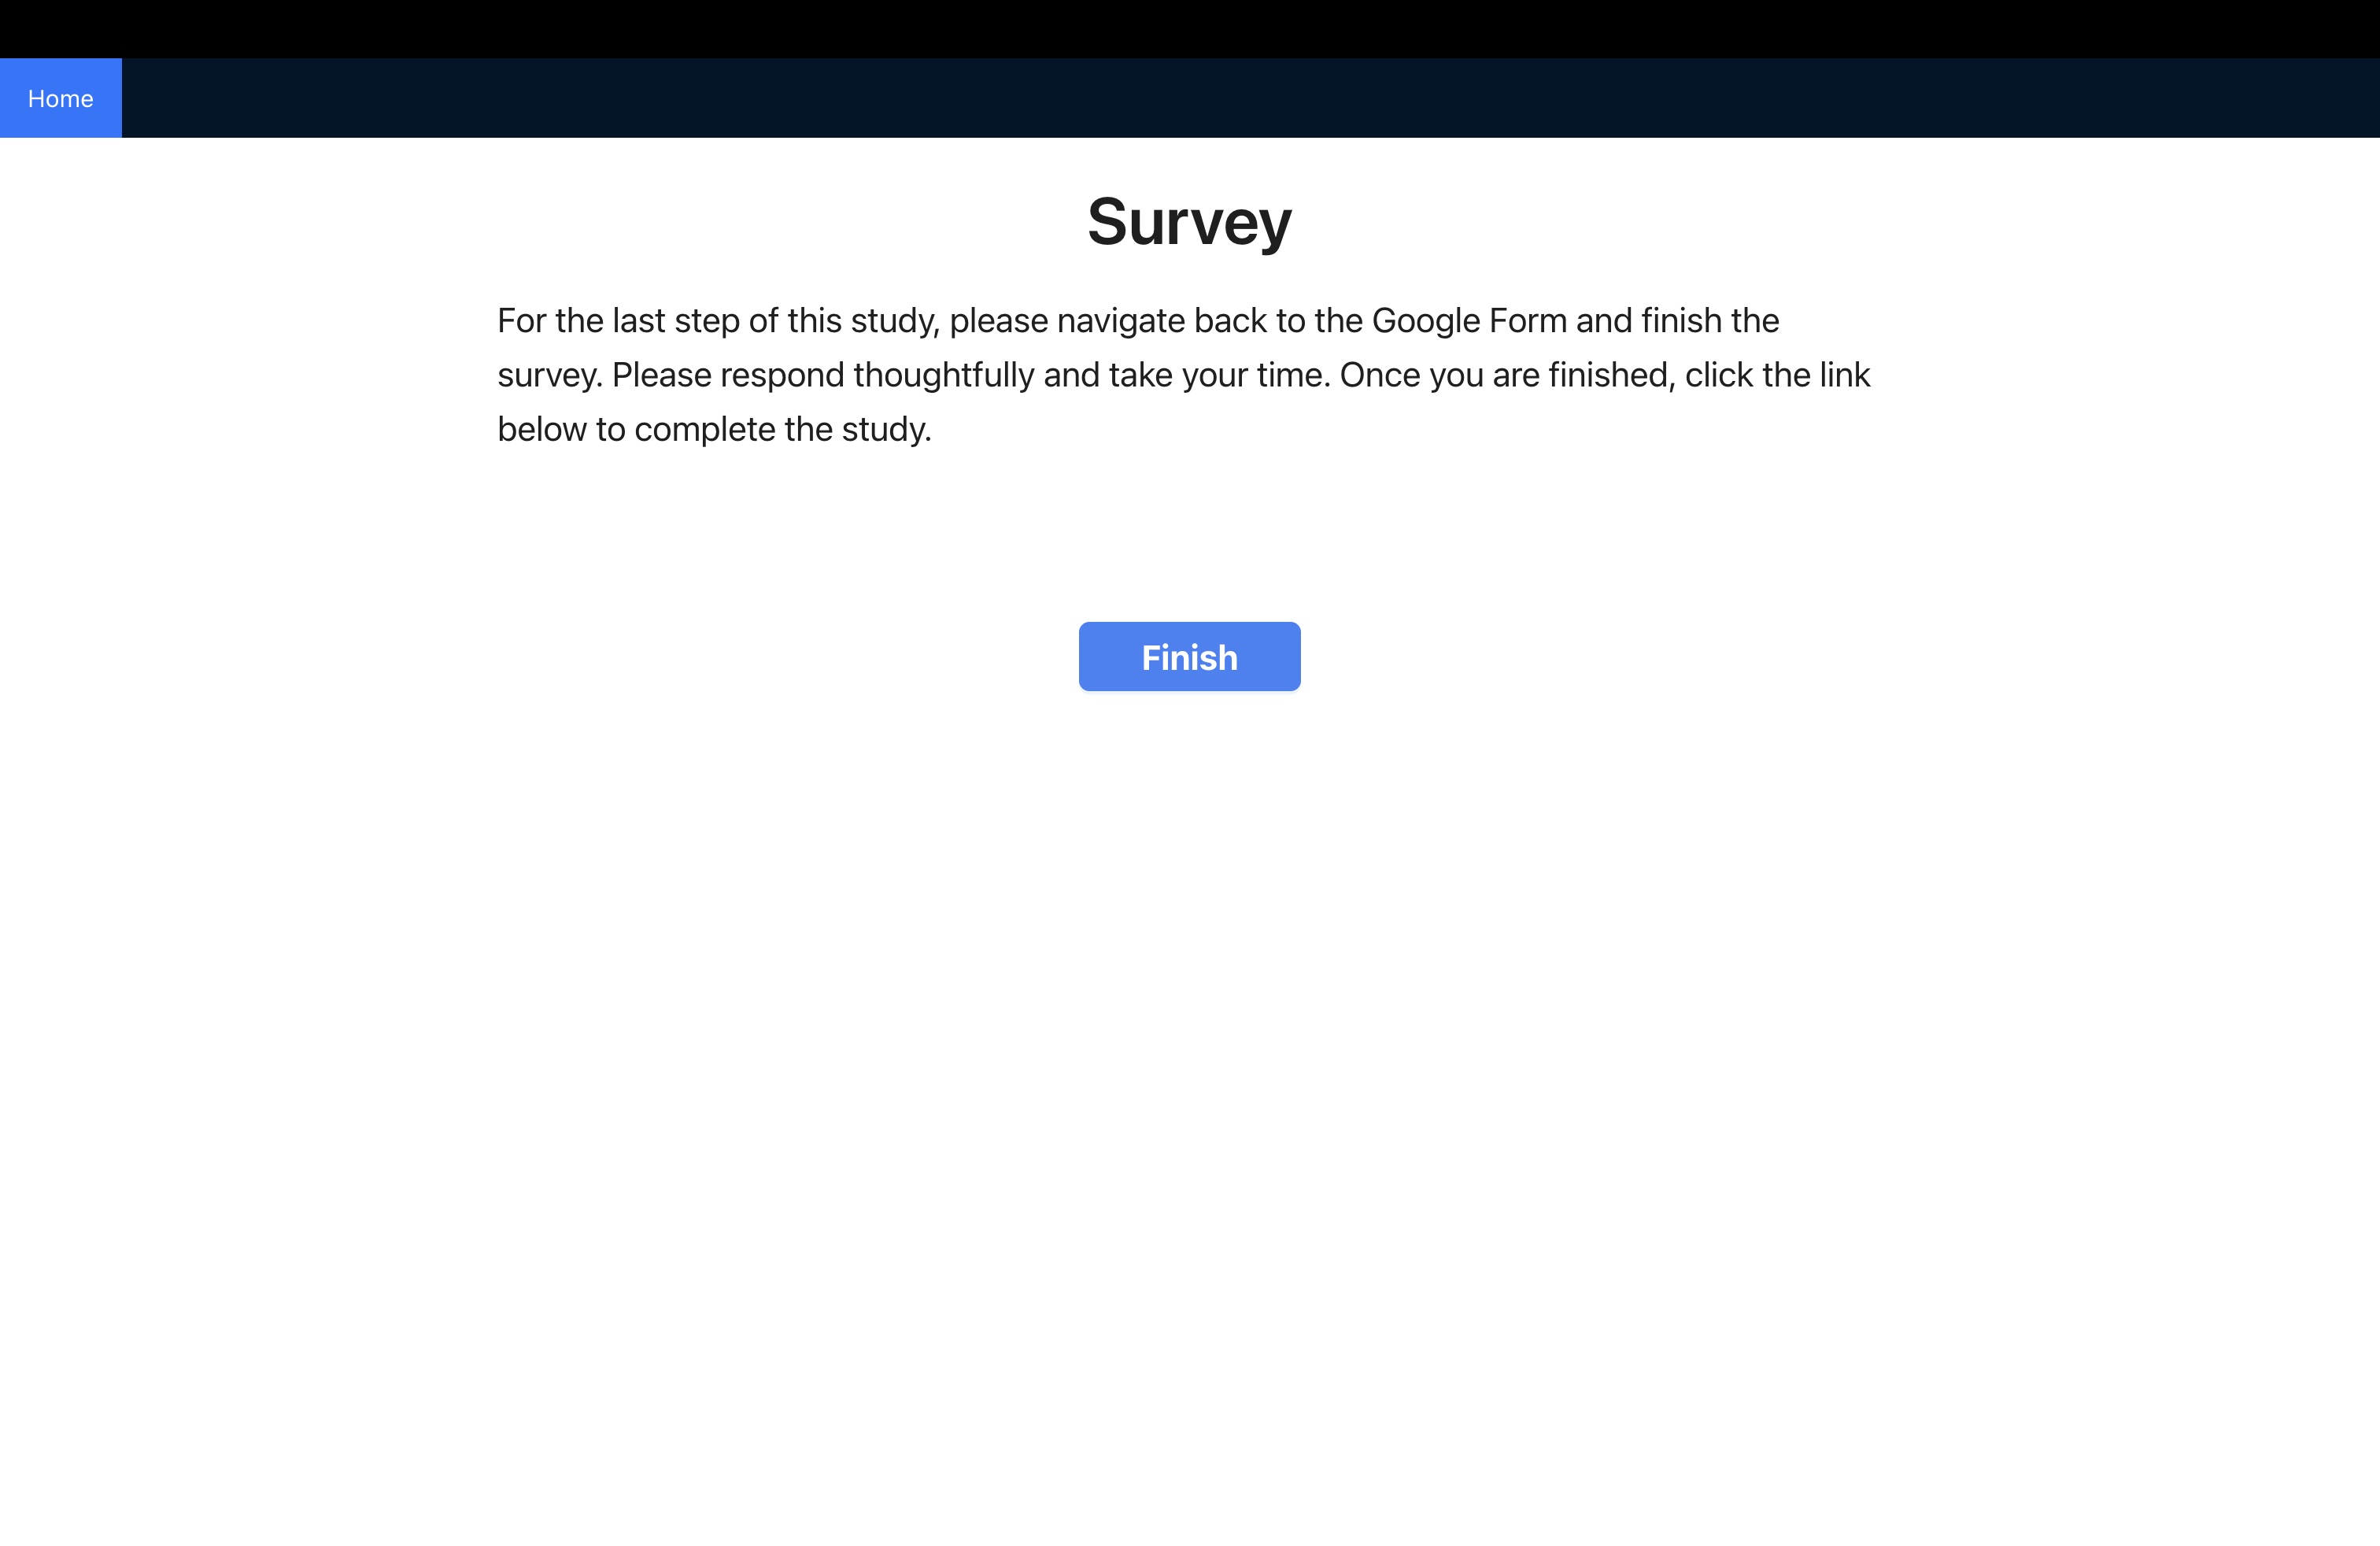 Home
Survey
For the last step of this study, please navigate back to the Google Form and finish the
survey. Please respond thoughtfully and take your time. Once you are finished, click the link
below to complete the study.
Finish